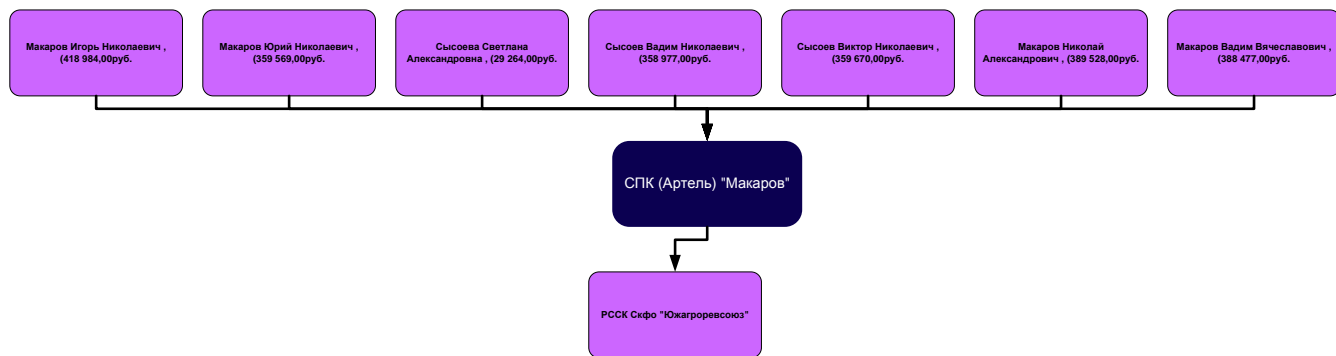 Макаров Игорь Николаевич ,
(418 984,00руб.
Макаров Юрий Николаевич ,
(359 569,00руб.
Сысоева Светлана
Александровна , (29 264,00руб.
Сысоев Вадим Николаевич ,
(358 977,00руб.
Сысоев Виктор Николаевич ,
(359 670,00руб.
Макаров Николай
Александрович , (389 528,00руб.
Макаров Вадим Вячеславович ,
(388 477,00руб.
СПК (Артель) "Макаров"
РССК Скфо "Южагроревсоюз"